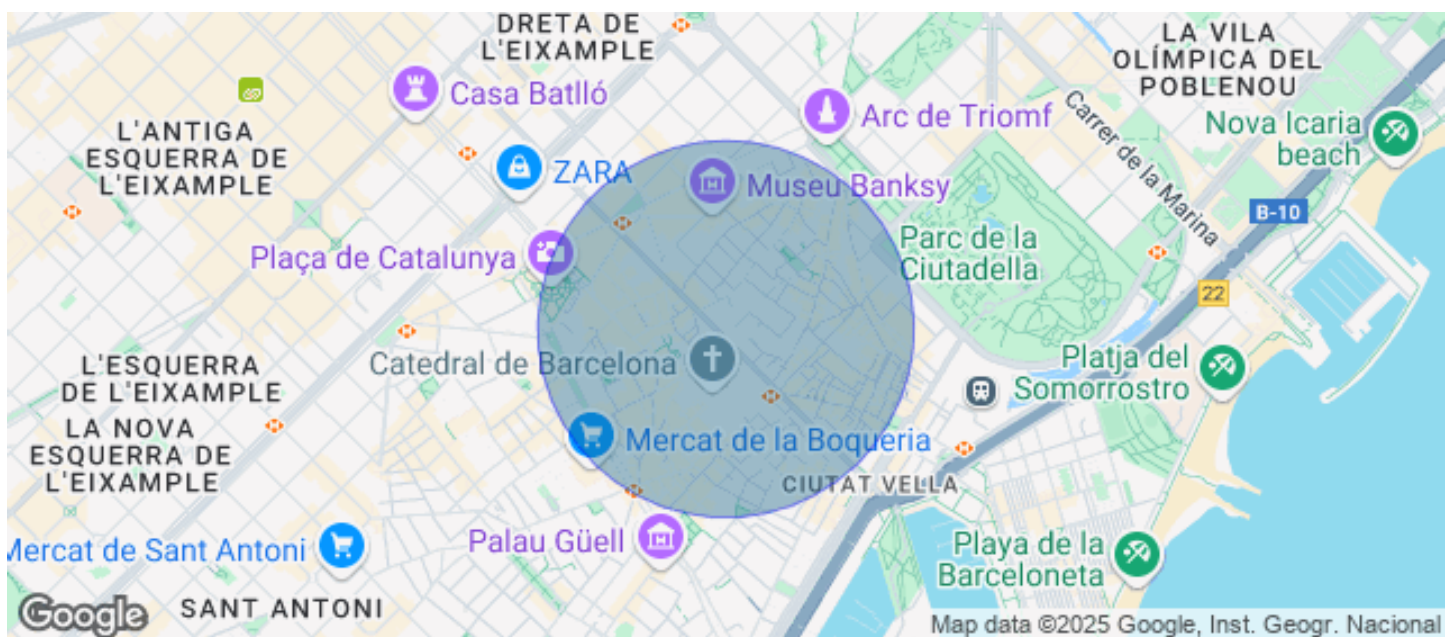 DRETA DE
L'EIXAMPLE
LA VILA
OLÍMPICA DEL
POBLENOU
Casa Batlló
Arc de Triomf
Carrer de la Marina
Nova Icaria
beach
L'ANTIGA
ESQUERRA DE
L'EIXAMPLE
ZARA
Museu Banksy
B-10
Plaça de Catalunya
Parc de la
Ciutadella
22
Catedral de Barcelona
L'ESQUERRA
DE L'EIXAMPLE
Platja del
Somorrostro
LA NOVA
ESQUERRA DE
L'EIXAMPLE
Mercat de la Boqueria
CIUTAT VELLA
Mercat de Sant Antoni
Palau Güell
Playa de la
Barceloneta
SANT ANTONI
Google
Map data ©2025 Google, Inst. Geogr. Nacional